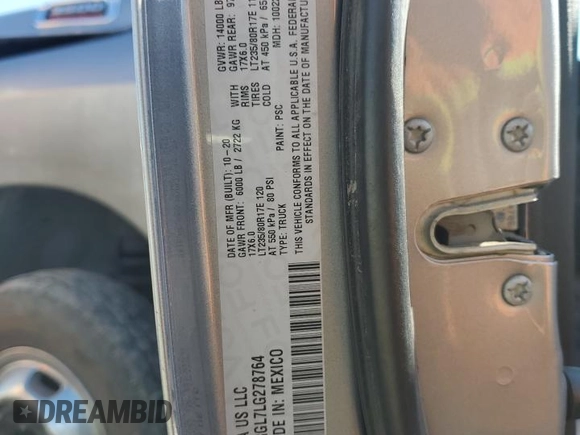 GVWR: 14000 LB
DATE OF MFR (BUILT): 10-20
GAWR FRONT: 6000 LB / 2722 KG WITH GAWR REAR:
17X6.0 RIMS 17X6.0
LT235/80R17E 120 TIRES LT235/80R17E
AT 550 kPa / 80 PSI COLD AT 450 kPa / 65
TYPE: TRUCK PAINT: PSC MDH:
THIS VEHICLE CONFORMS TO ALL APPLICABLE U.S.A. FEDERAL
STANDARDS IN EFFECT ON THE DATE OF MANUFACTURE
US LLC
GL7LG278764
DE IN: MEXICO
AutoBidMaster